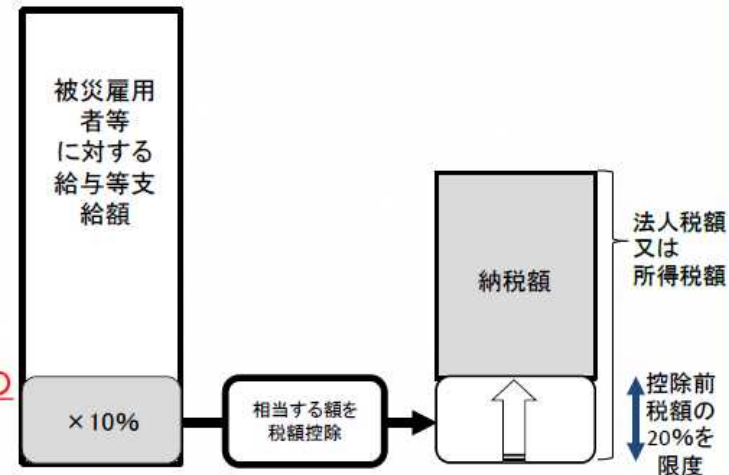 被災雇用
者等
に対する
給与等支
給額
×10%
相当する額を
税額控除
納税額
法人税額
又は
所得税額
控除前
税額の
20%を
限度